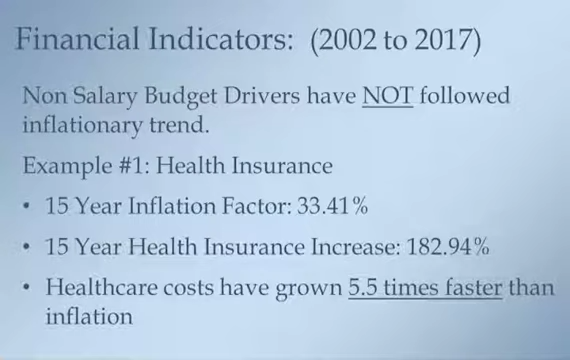 Financial Indicators:  (2002 to 2017)
Non Salary Budget Drivers have NOT followed
inflationary trend.
Example #1: Health Insurance
• 15 Year Inflation Factor: 33.41%
• 15 Year Health Insurance Increase: 182.94%
• Healthcare costs have grown 5.5 times faster than
inflation